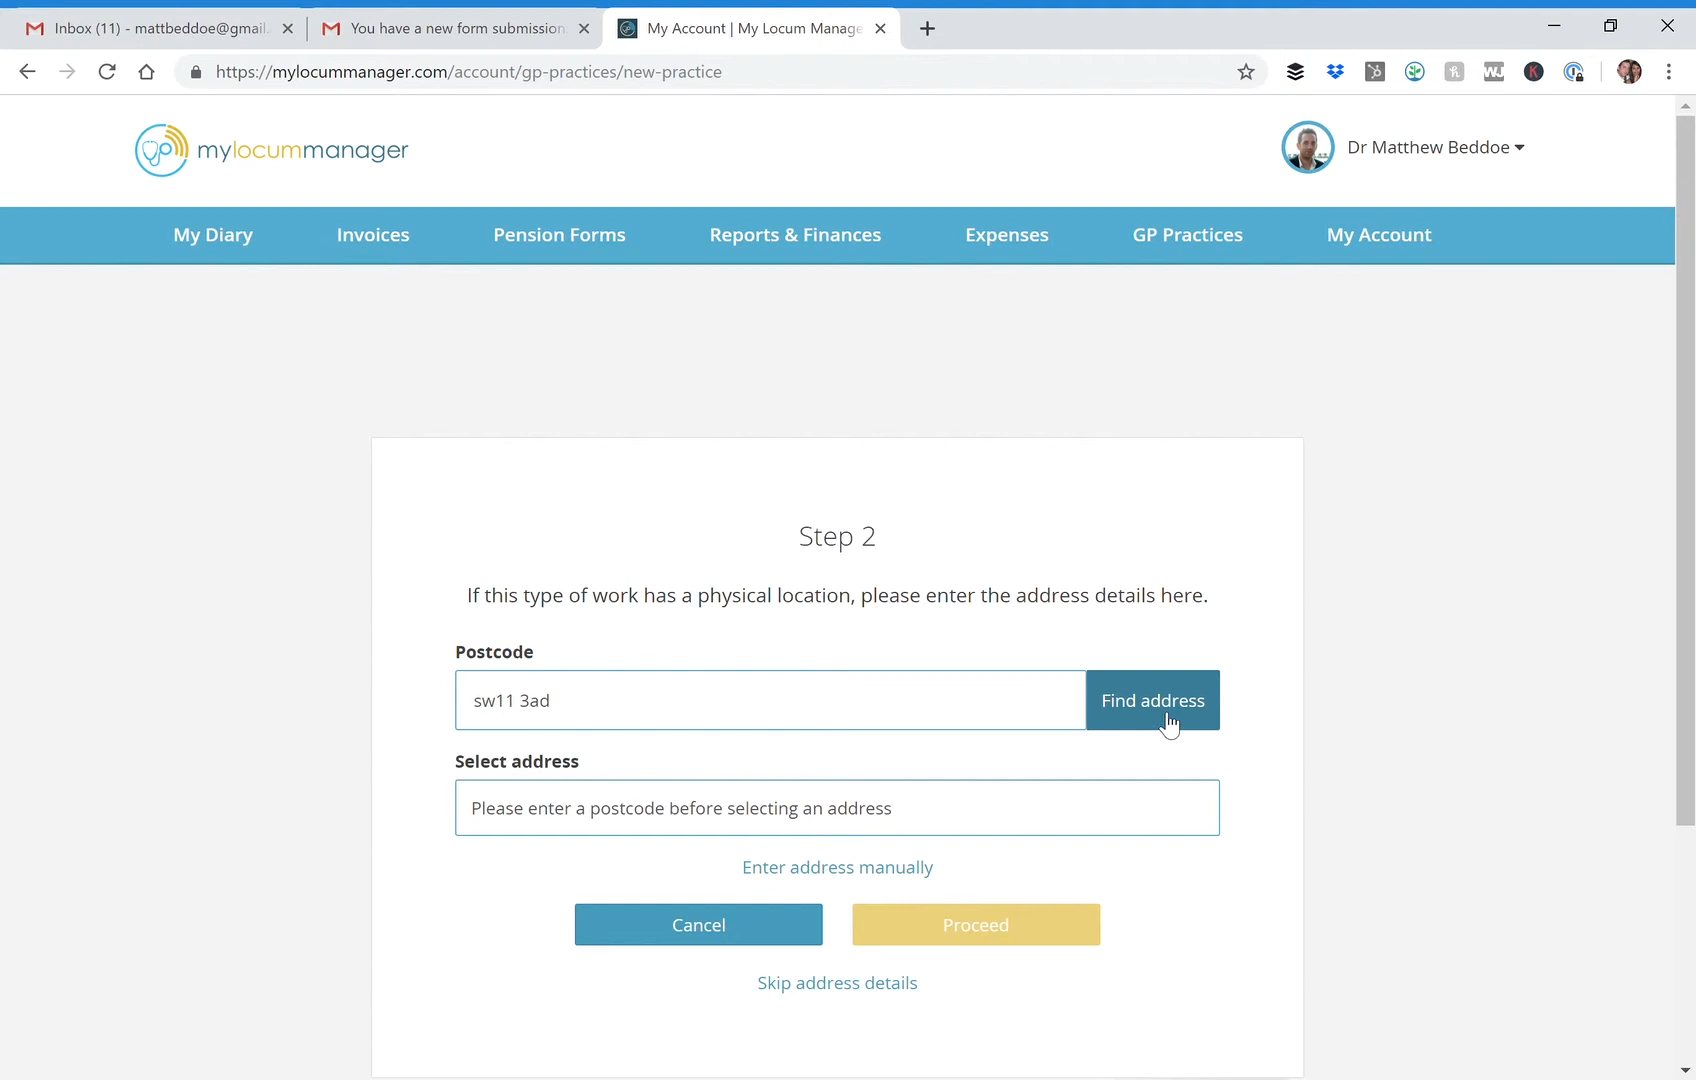 Inbox (11) - mattbeddoe@gmail.
You have a new form submission
My Account | My Locum Manage
https://mylocummanager.com/account/gp-practices/new-practice
mylocummanager
Dr Matthew Beddoe
My Diary
Invoices
Pension Forms
Reports & Finances
Expenses
GP Practices
My Account
Step 2
If this type of work has a physical location, please enter the address details here.
Postcode
sw11 3ad
Find address
Select address
Please enter a postcode before selecting an address
Enter address manually
Cancel
Proceed
Skip address details